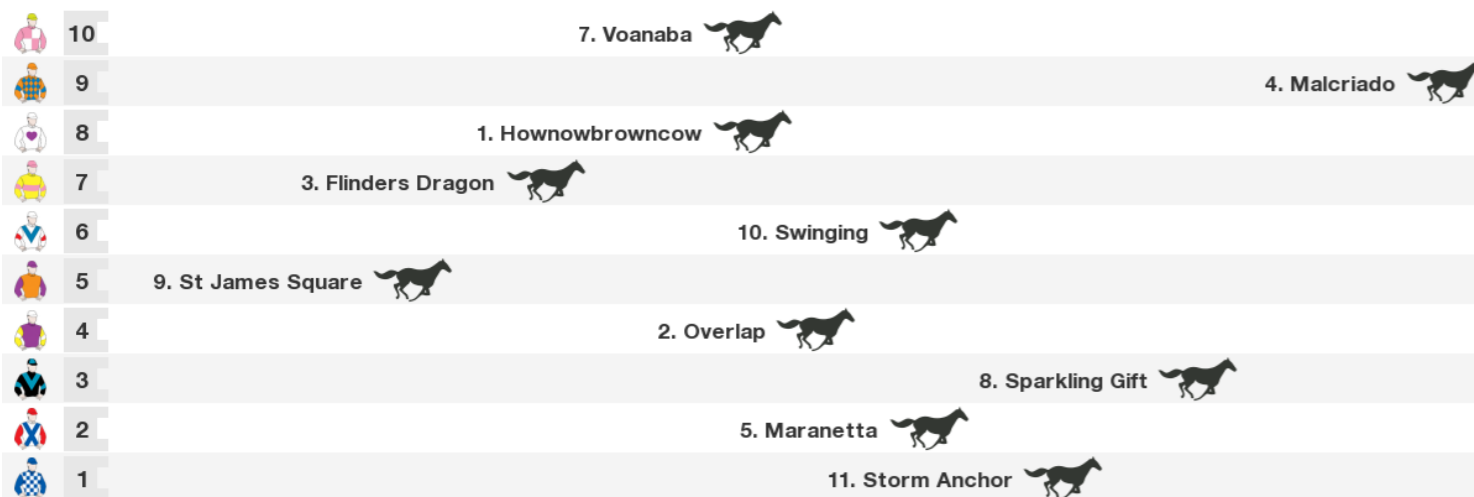 10 7. Voanaba
9 4. Malcriado
8 1. Hownowbrowncow
7 3. Flinders Dragon
6 10. Swinging
5 9. St James Square
4 2. Overlap
3 8. Sparkling Gift
2 5. Maranetta
1 11. Storm Anchor